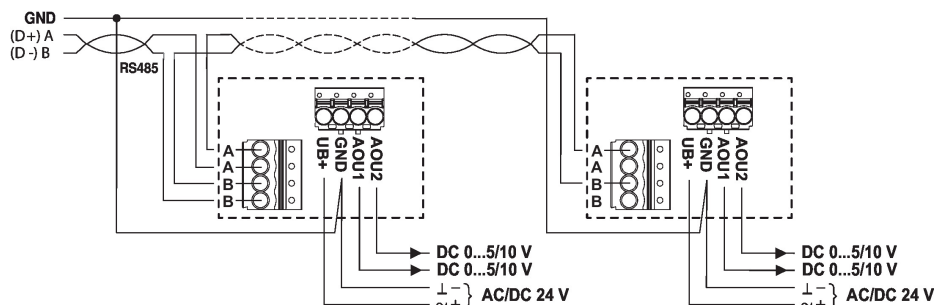 GND
(D+) A
(D -) B
RS485
UB+ GND AOU1 AOU2
UB+ GND AOU1 AOU2
A
A
B
B
A
A
B
B
DC 0...5/10 V
DC 0...5/10 V
DC 0...5/10 V
DC 0...5/10 V
⊥ −
~/+ } AC/DC 24 V
⊥ −
~/+ } AC/DC 24 V